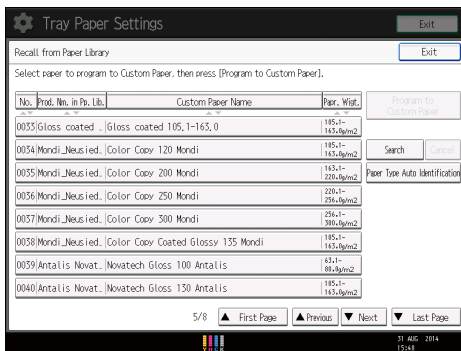 Tray Paper Settings
Exit
Recall from Paper Library
Exit
Select paper to program to Custom Paper, then press [Program to Custom Paper].
No. Prod. Nm. in Pp. Lib. Custom Paper Name Papr. Wigt.
Program to
Custom Paper
0033 Gloss coated .. Gloss coated 105.1-163.0 105.1-
163.0g/m2
0034 Mondi_Neusied.. Color Copy 120 Mondi 105.1-
163.0g/m2
Search Cancel
0035 Mondi_Neusied.. Color Copy 200 Mondi 163.1-
220.0g/m2
Paper Type Auto Identification
0036 Mondi_Neusied.. Color Copy 250 Mondi 220.1-
256.0g/m2
0037 Mondi_Neusied.. Color Copy 300 Mondi 256.1-
300.0g/m2
0038 Mondi_Neusied.. Color Copy Coated Glossy 135 Mondi 105.1-
163.0g/m2
0039 Antalis Novat.. Novatech Gloss 100 Antalis 63.1-
80.0g/m2
0040 Antalis Novat.. Novatech Gloss 130 Antalis 105.1-
163.0g/m2
5/8 ▲ First Page ▲ Previous ▼ Next ▼ Last Page
Y M C K
31 AUG 2014
15:48